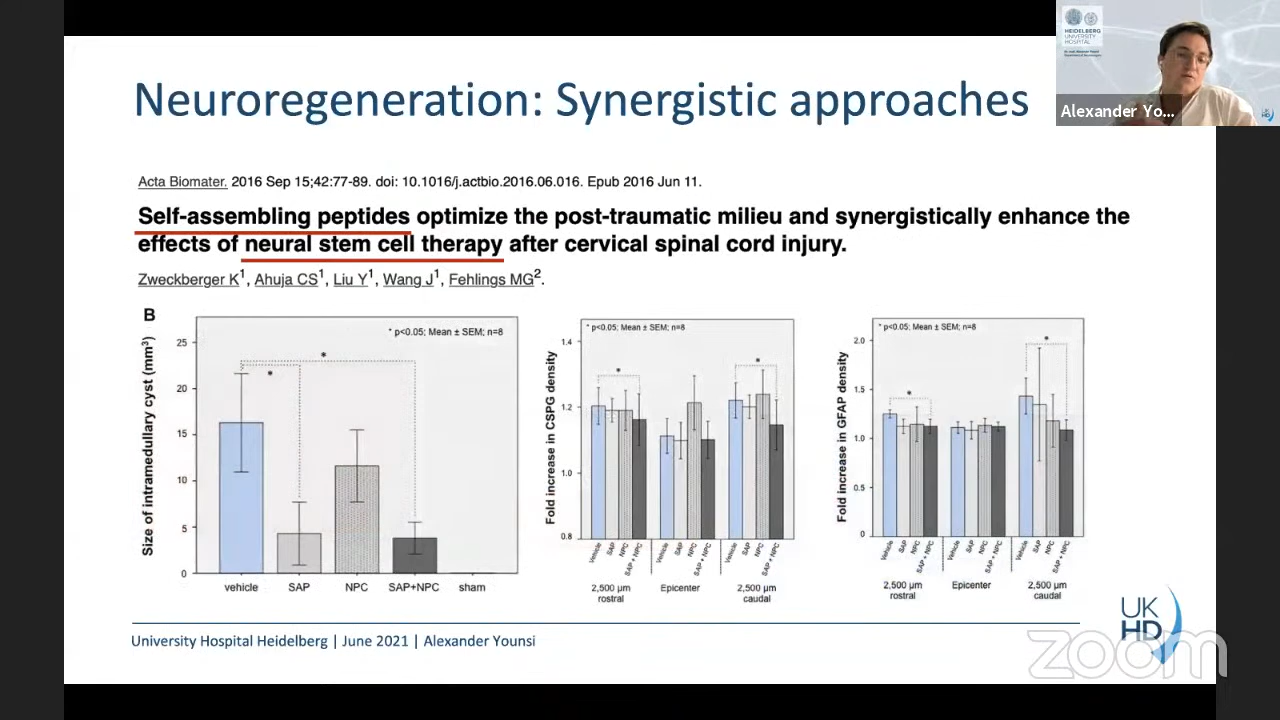 HEIDELBERG
UNIVERSITY
HOSPITAL
Alexander Yo...
Neuroregeneration: Synergistic approaches
Acta Biomater. 2016 Sep 15;42:77-89. doi: 10.1016/j.actbio.2016.06.016. Epub 2016 Jun 11.
Self-assembling peptides optimize the post-traumatic milieu and synergistically enhance the
effects of neural stem cell therapy after cervical spinal cord injury.
Zweckberger K1, Ahuja CS1, Liu Y1, Wang J1, Fehlings MG2.
B
Size of intramedullary cyst (mm³)
* p<0.05; Mean ± SEM; n=8
25
20
15
10
5
0
*
*
vehicle SAP NPC SAP+NPC sham
Fold increase in CSPG density
* p<0.05; Mean ± SEM; n=8
1.4
1.2
1.0
0.8
*
*
Vehicle SAP NPC SAP + NPC Vehicle SAP NPC SAP + NPC Vehicle SAP SAP + NPC SAP + NPC
2,500 µm
rostral
Epicenter
2,500 µm
caudal
Fold increase in GFAP density
* p<0.05; Mean ± SEM; n=8
2.0
1.5
1.0
0.5
0
*
*
Vehicle SAP NPC SAP + NPC Vehicle SAP NPC SAP + NPC Vehicle SAP NPC SAP + NPC
2,500 µm
rostral
Epicenter
2,500 µm
caudal
University Hospital Heidelberg | June 2021 | Alexander Younsi
UK
HD
zoom